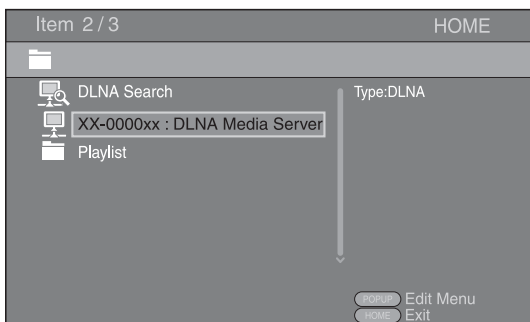 Item 2/3 HOME
DLNA Search
Type:DLNA
XX-0000xx : DLNA Media Server
Playlist
POPUP Edit Menu
HOME Exit